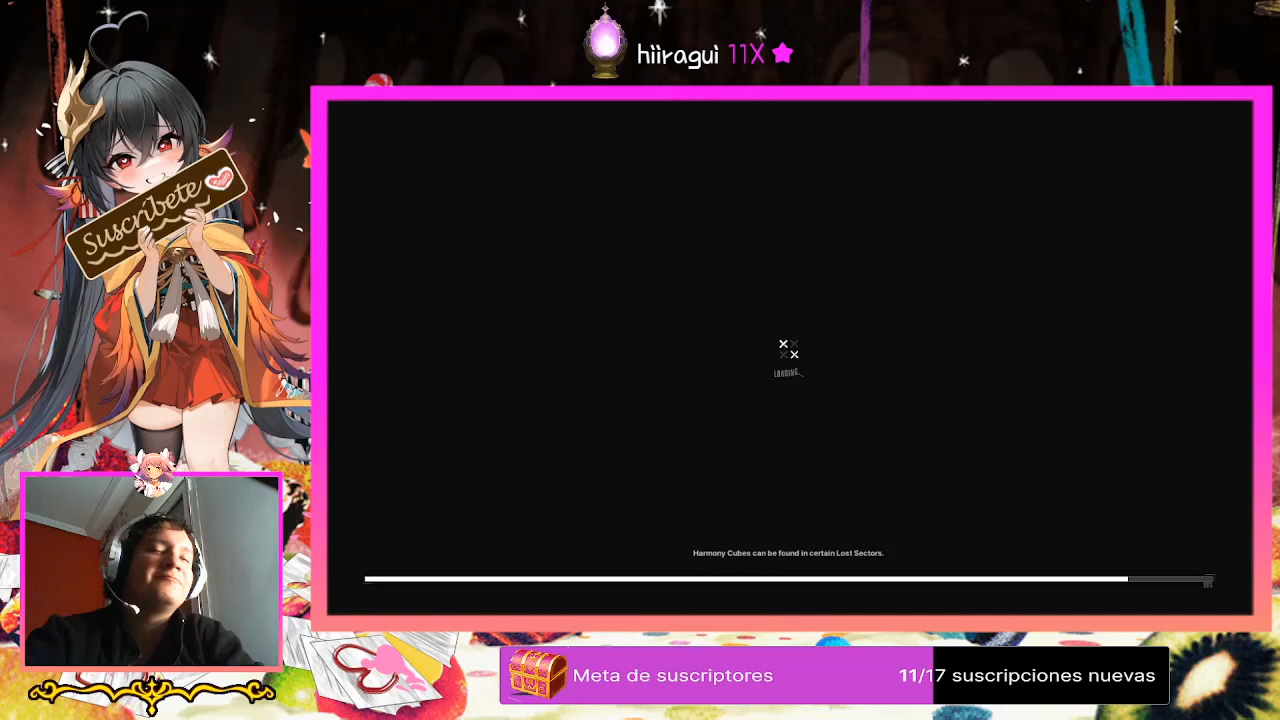 hiiragui 11X
Suscríbete
LOADING
Harmony Cubes can be found in certain Lost Sectors.
Meta de suscriptores
11/17 suscripciones nuevas